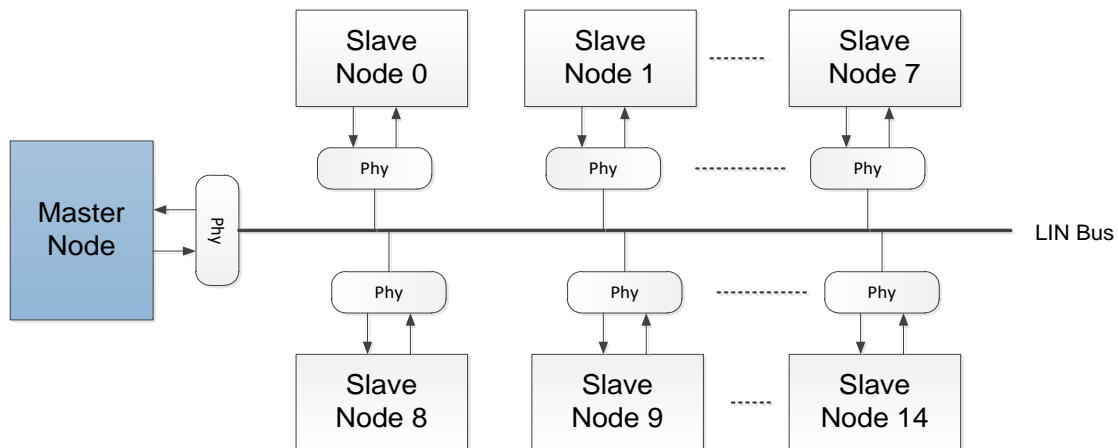 Slave
Node 0
Slave
Node 1
Slave
Node 7
Phy
Phy
Phy
Master
Node
Phy
LIN Bus
Phy
Phy
Phy
Slave
Node 8
Slave
Node 9
Slave
Node 14